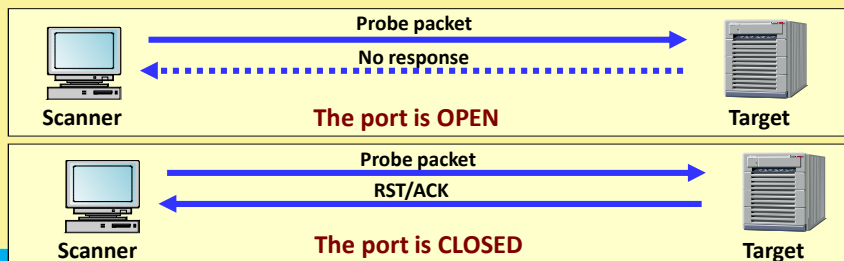 Probe packet
No response
Scanner
The port is OPEN
Target
Probe packet
RST/ACK
Scanner
The port is CLOSED
Target